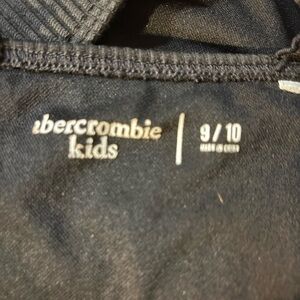 abercrombie
kids
9 / 10
MADE IN CHINA